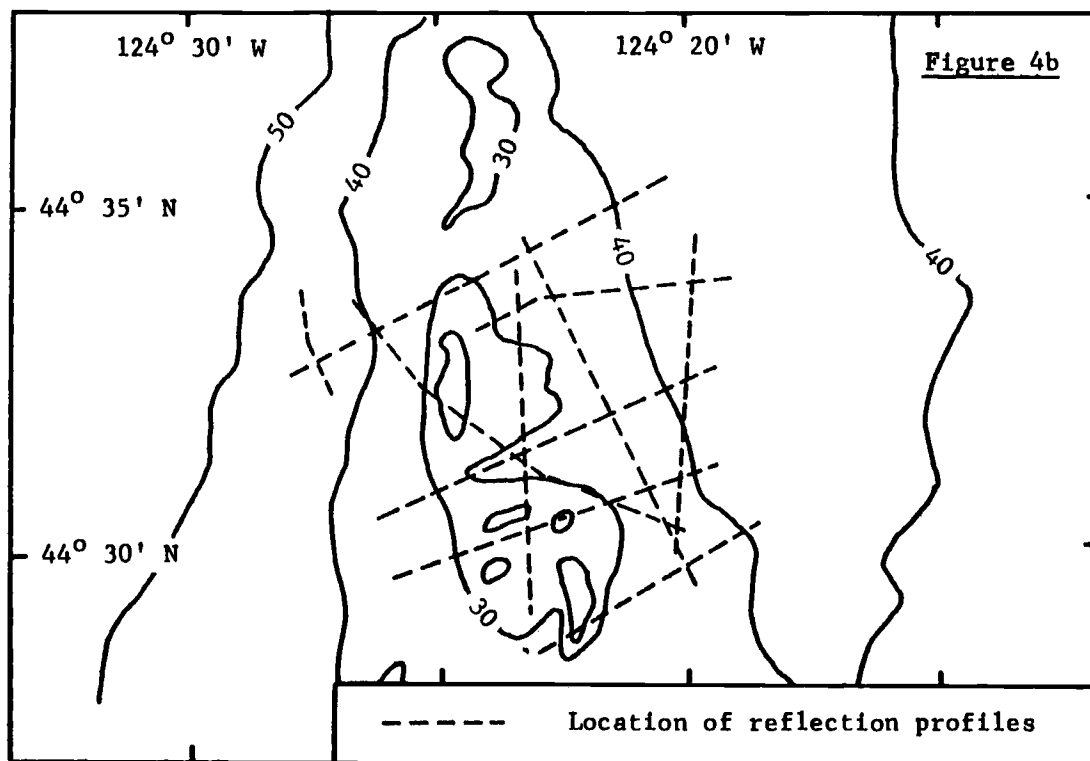 124° 30' W
124° 20' W
Figure 4b
50
40
30
44° 35' N
40
40
44° 30' N
30
Location of reflection profiles